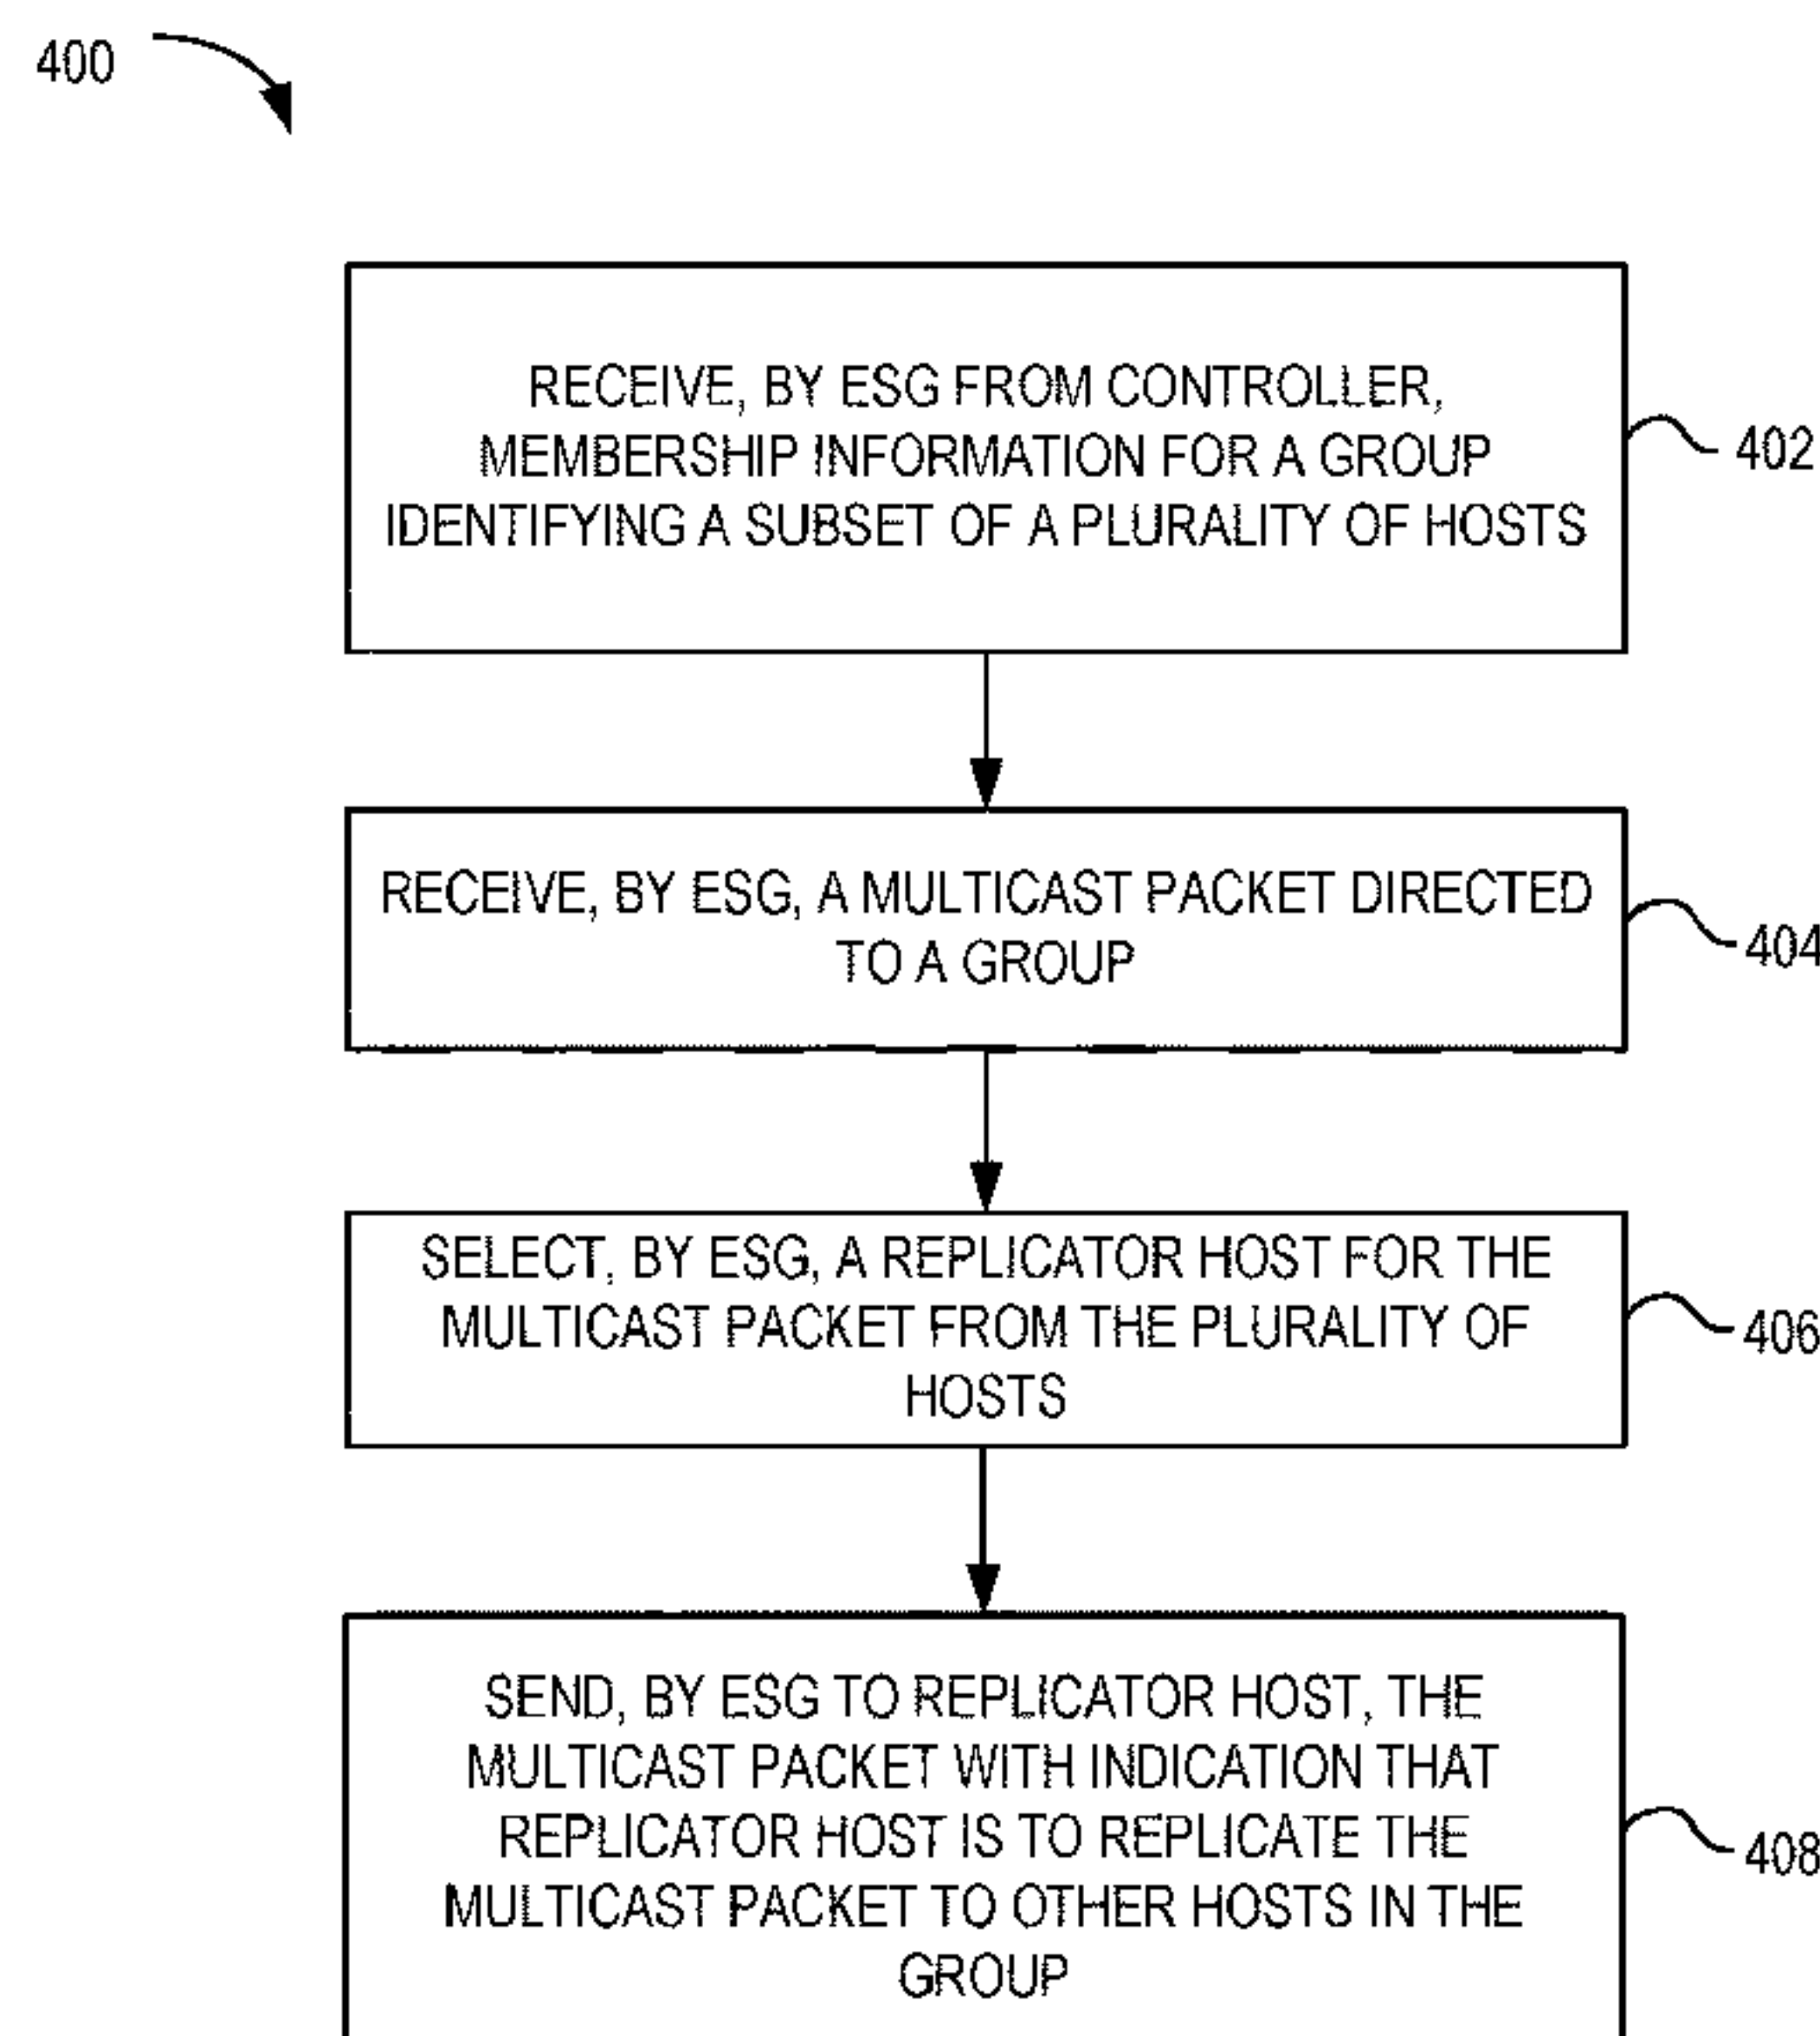 400
RECEIVE, BY ESG FROM CONTROLLER,
MEMBERSHIP INFORMATION FOR A GROUP
IDENTIFYING A SUBSET OF A PLURALITY OF HOSTS
402
RECEIVE, BY ESG, A MULTICAST PACKET DIRECTED
TO A GROUP
404
SELECT, BY ESG, A REPLICATOR HOST FOR THE
MULTICAST PACKET FROM THE PLURALITY OF
HOSTS
406
SEND, BY ESG TO REPLICATOR HOST, THE
MULTICAST PACKET WITH INDICATION THAT
REPLICATOR HOST IS TO REPLICATE THE
MULTICAST PACKET TO OTHER HOSTS IN THE
GROUP
408